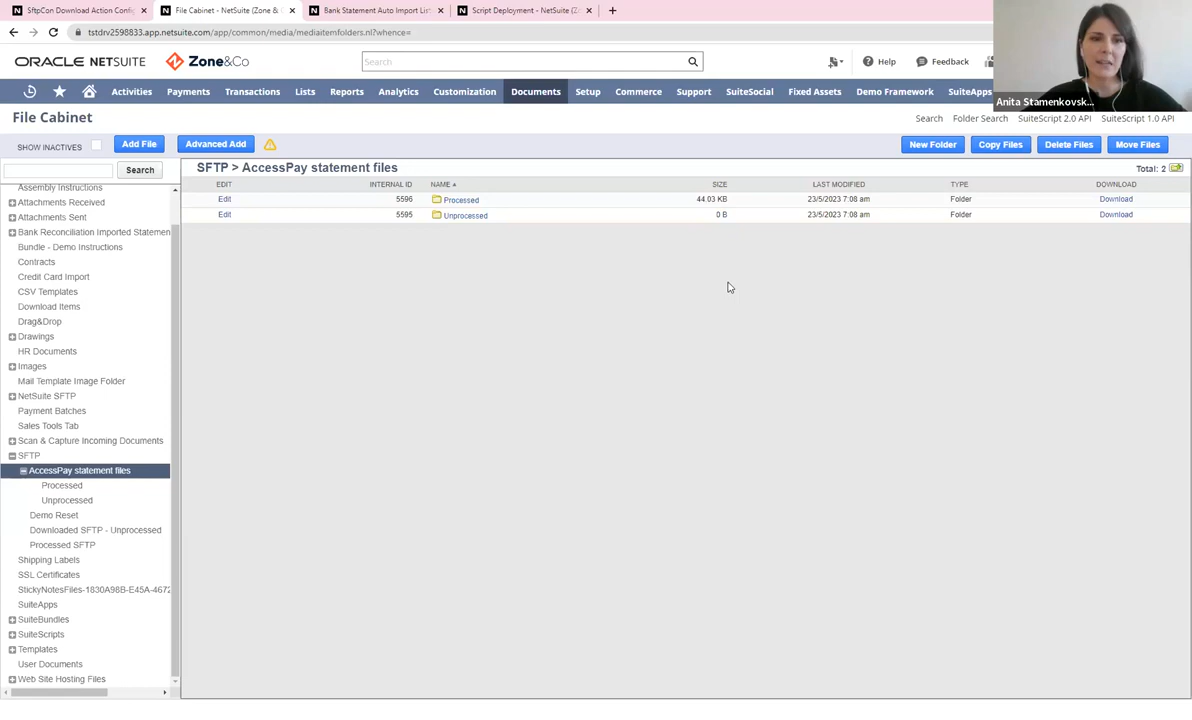 SftpCon Download Action Config
File Cabinet - NetSuite (Zone &
Bank Statement Auto Import List
Script Deployment - NetSuite (Z
tstdrv2598833.app.netsuite.com/app/common/media/mediaitemfolders.nl?whence=
ORACLE NETSUITE
Zone&Co
Search
Help
Feedback
Activities Payments Transactions Lists Reports Analytics Customization Documents Setup Commerce Support SuiteSocial Fixed Assets Demo Framework SuiteApps
Anita Stamenkovsk...
File Cabinet
Search Folder Search SuiteScript 2.0 API SuiteScript 1.0 API
SHOW INACTIVES
Add File
Advanced Add
New Folder
Copy Files
Delete Files
Move Files
Search
SFTP > AccessPay statement files
Total: 2
EDIT INTERNAL ID NAME SIZE LAST MODIFIED TYPE DOWNLOAD
Edit 5596 Processed 44.03 KB 23/5/2023 7:08 am Folder Download
Edit 5595 Unprocessed 0 B 23/5/2023 7:08 am Folder Download
Assembly Instructions
Attachments Received
Attachments Sent
Bank Reconciliation Imported Statemen
Bundle - Demo Instructions
Contracts
Credit Card Import
CSV Templates
Download Items
Drag&Drop
Drawings
HR Documents
Images
Mail Template Image Folder
NetSuite SFTP
Payment Batches
Sales Tools Tab
Scan & Capture Incoming Documents
SFTP
AccessPay statement files
Processed
Unprocessed
Demo Reset
Downloaded SFTP - Unprocessed
Processed SFTP
Shipping Labels
SSL Certificates
StickyNotesFiles-1830A98B-E45A-4672
SuiteApps
SuiteBundles
SuiteScripts
Templates
User Documents
Web Site Hosting Files